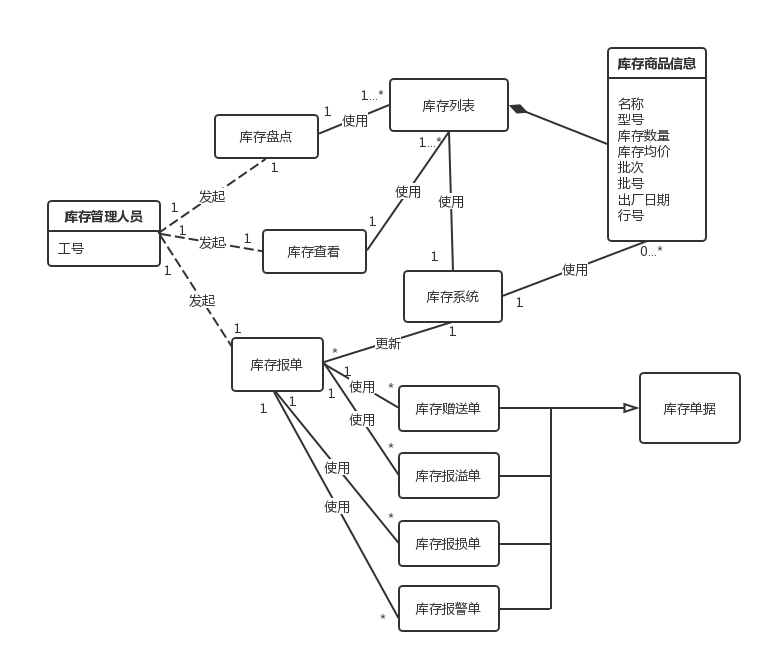 库存商品信息
名称
型号
库存数量
库存均价
批次
批号
出厂日期
行号
1...*
库存列表
1
使用
库存盘点
1...*
1
使用
使用
1
发起
库存管理人员
工号
1
1
发起
1
库存查看
1
0...*
使用
1
1
库存系统
1
1
更新
*
库存报单
1
使用
*
库存赠送单
库存单据
1
1
1
使用
*
库存报溢单
使用
*
库存报损单
使用
*
库存报警单